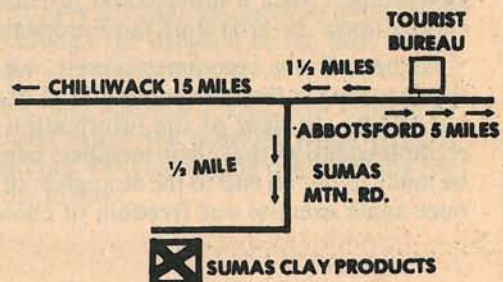 TOURIST
BUREAU
1½ MILES
← CHILLIWACK 15 MILES
ABBOTSFORD 5 MILES
½ MILE
SUMAS
MTN. RD.
SUMAS CLAY PRODUCTS